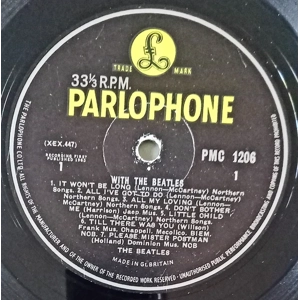 £
TRADE MARK
33⅓ R.P.M.
PARLOPHONE
(XEX.447)
PMC 1206
RECORDING FIRST
PUBLISHED 1963
1
1
WITH THE BEATLES
1. IT WON'T BE LONG (Lennon—McCartney) Northern
Songs. 2. ALL I'VE GOT TO DO (Lennon—McCartney)
Northern Songs. 3. ALL MY LOVING (Lennon—McCartney)
Northern Songs. 4. DON'T BOTHER
ME (Harrison) Jaep Mus. 5. LITTLE CHILD
(Lennon—McCartney) Northern Songs.
6. TILL THERE WAS YOU (Willson)
Frank Mus. Chappell, Mecolico, BIEM
NCB. 7. PLEASE MISTER POSTMAN
(Holland) Dominion Mus. NCB
THE BEATLES
MADE IN GT.BRITAIN
THE PARLOPHONE CO. LTD. ALL RIGHTS OF THE MANUFACTURER AND OF THE OWNER OF THE RECORDED WORK RESERVED UNAUTHORISED PUBLIC PERFORMANCE
OF THIS RECORD PROHIBITED